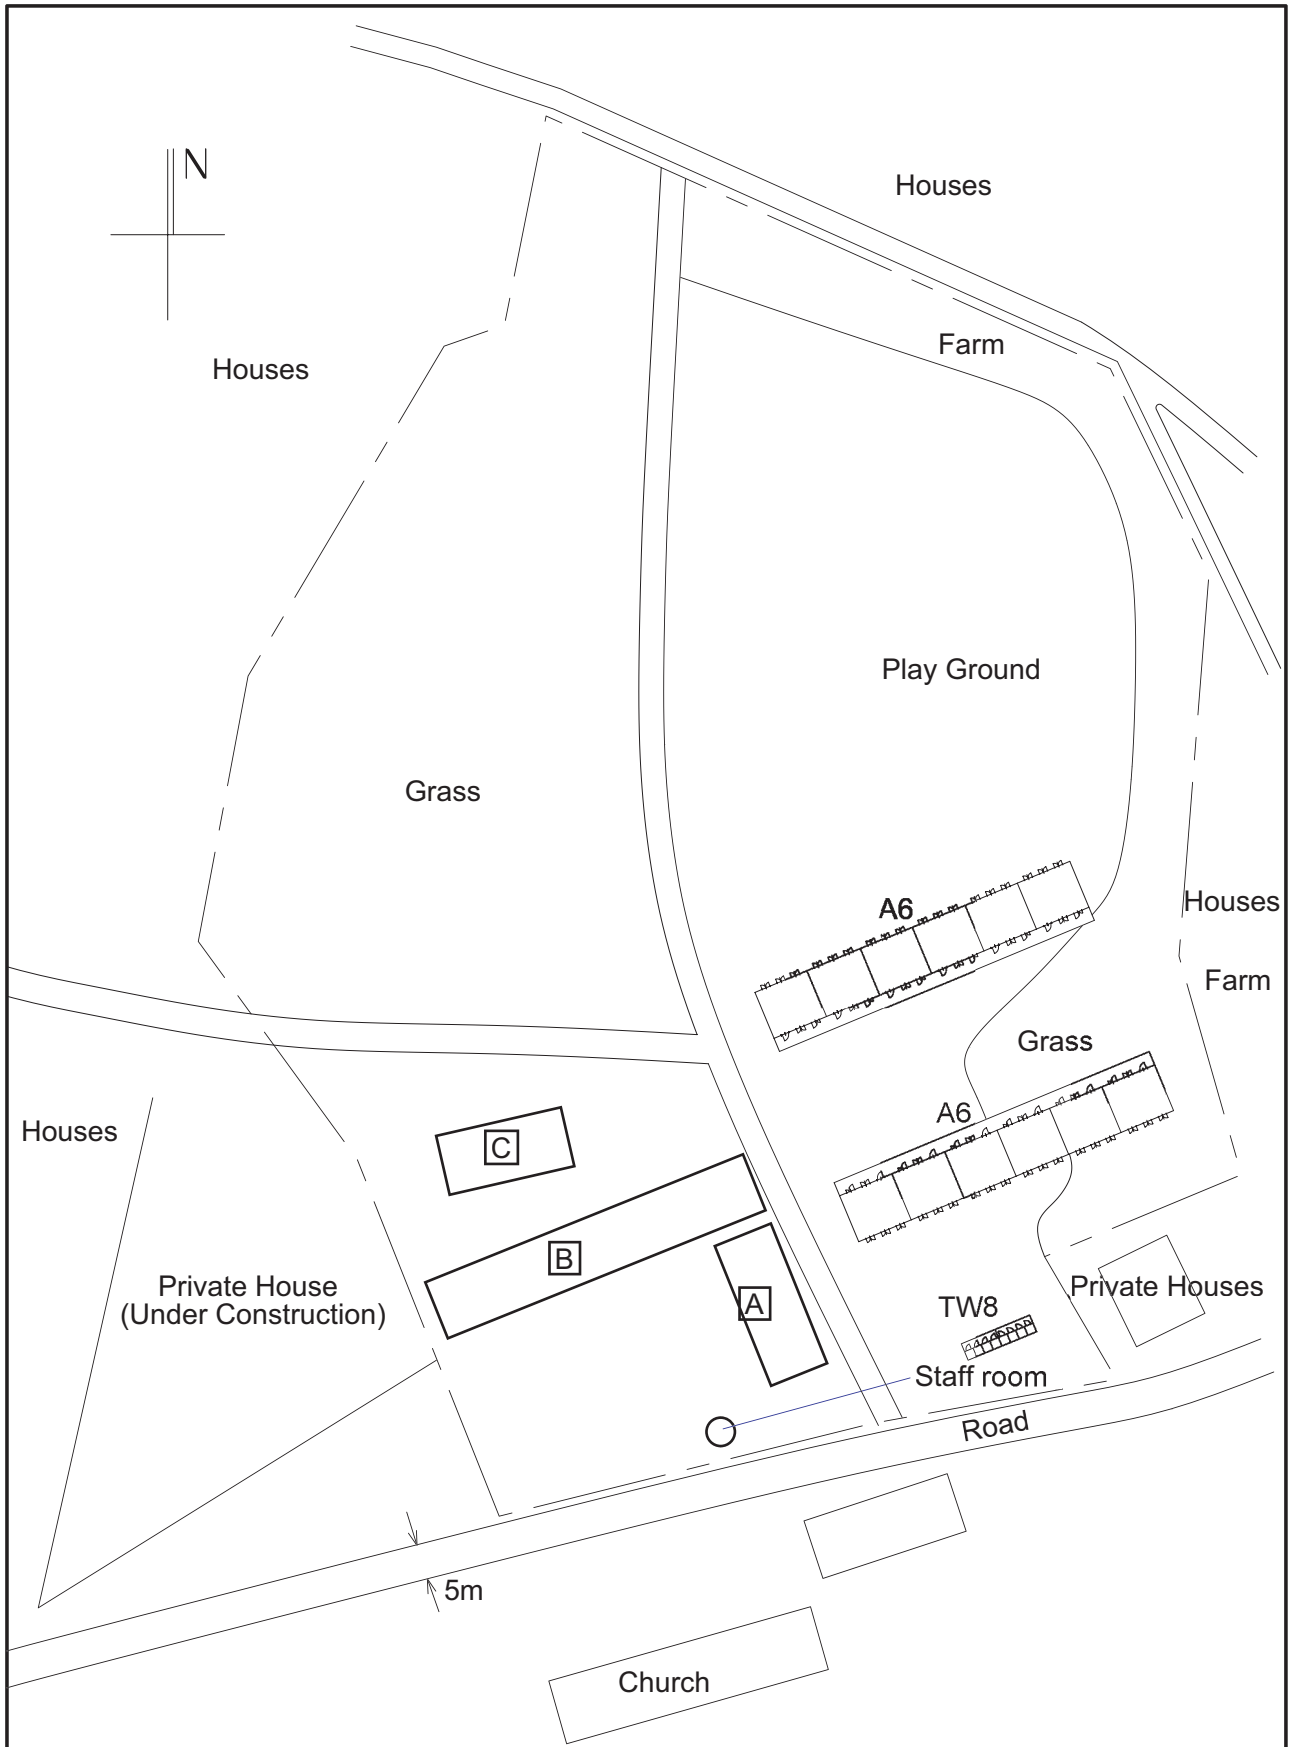 N
Houses
Houses
Farm
Play Ground
Grass
A6
Houses
Farm
Grass
A6
Houses
C
B
A
Private House
(Under Construction)
Private Houses
TW8
Staff room
Road
5m
Church